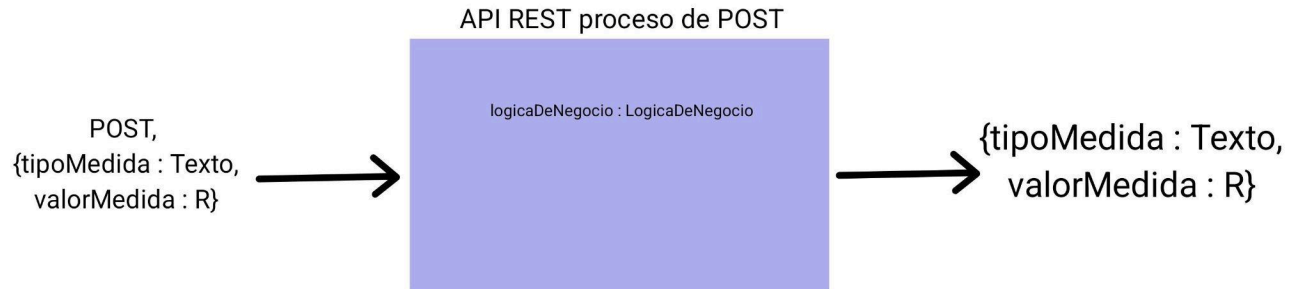 API REST proceso de POST
logicaDeNegocio : LogicaDeNegocio
POST,
{tipoMedida : Texto,
valorMedida : R}
{tipoMedida : Texto,
valorMedida : R}